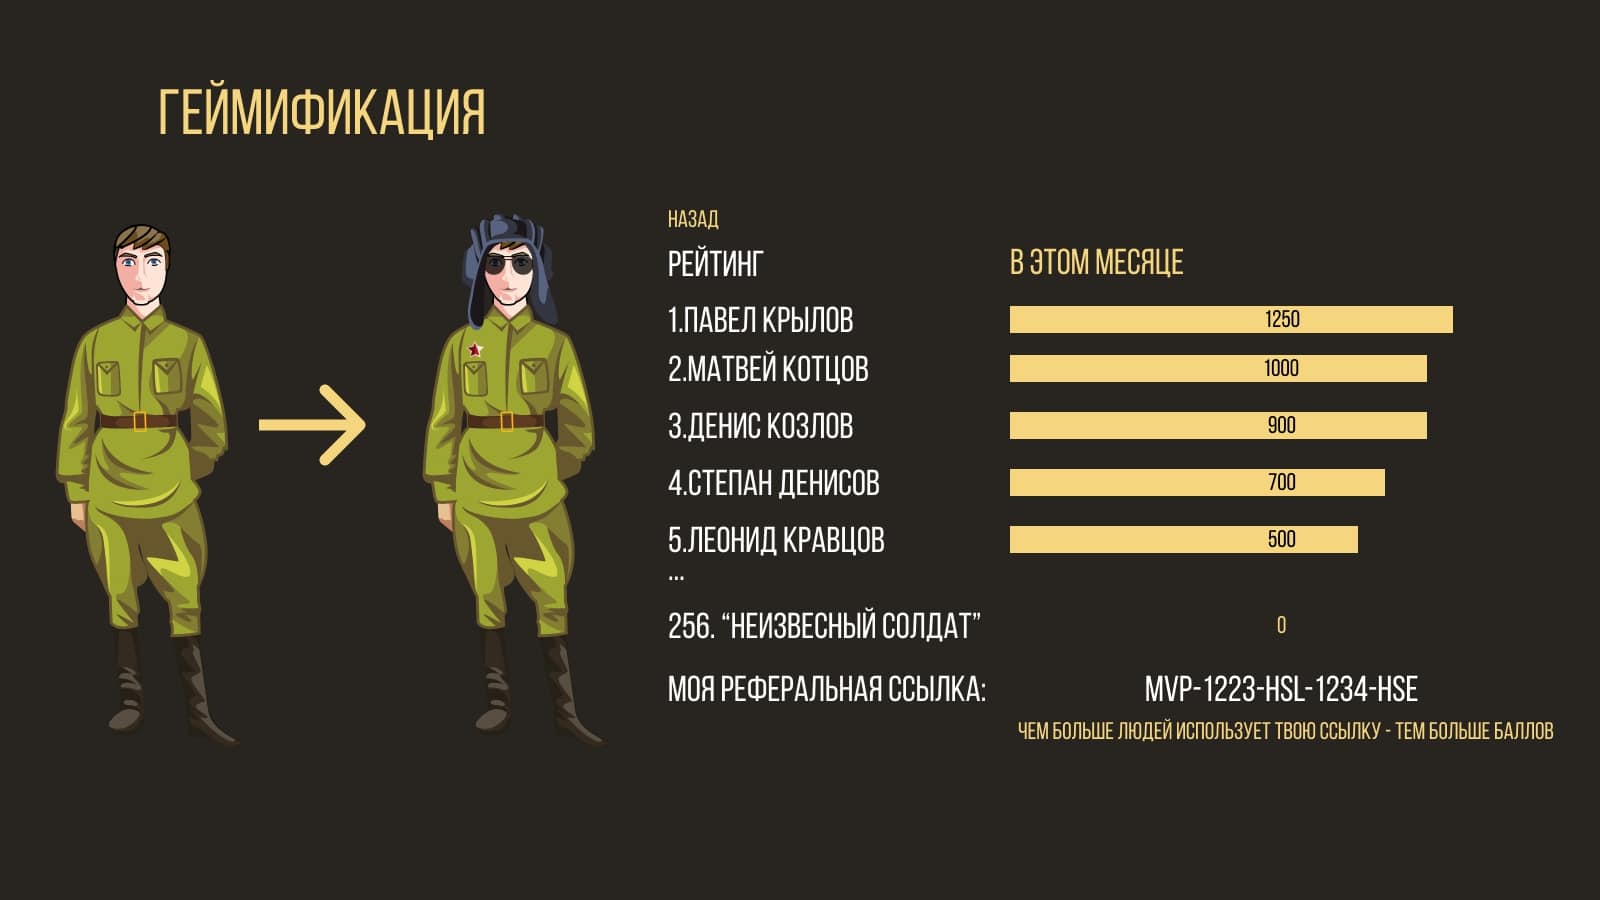 ГЕЙМИФИКАЦИЯ
НАЗАД
РЕЙТИНГ
В ЭТОМ МЕСЯЦЕ
1.ПАВЕЛ КРЫЛОВ
1250
2.МАТВЕЙ КОТЦОВ
1000
3.ДЕНИС КОЗЛОВ
900
4.СТЕПАН ДЕНИСОВ
700
5.ЛЕОНИД КРАВЦОВ
500
...
256. “НЕИЗВЕСНЫЙ СОЛДАТ”
0
МОЯ РЕФЕРАЛЬНАЯ ССЫЛКА:
MVP-1223-HSL-1234-HSE
ЧЕМ БОЛЬШЕ ЛЮДЕЙ ИСПОЛЬЗУЕТ ТВОЮ ССЫЛКУ - ТЕМ БОЛЬШЕ БАЛЛОВ